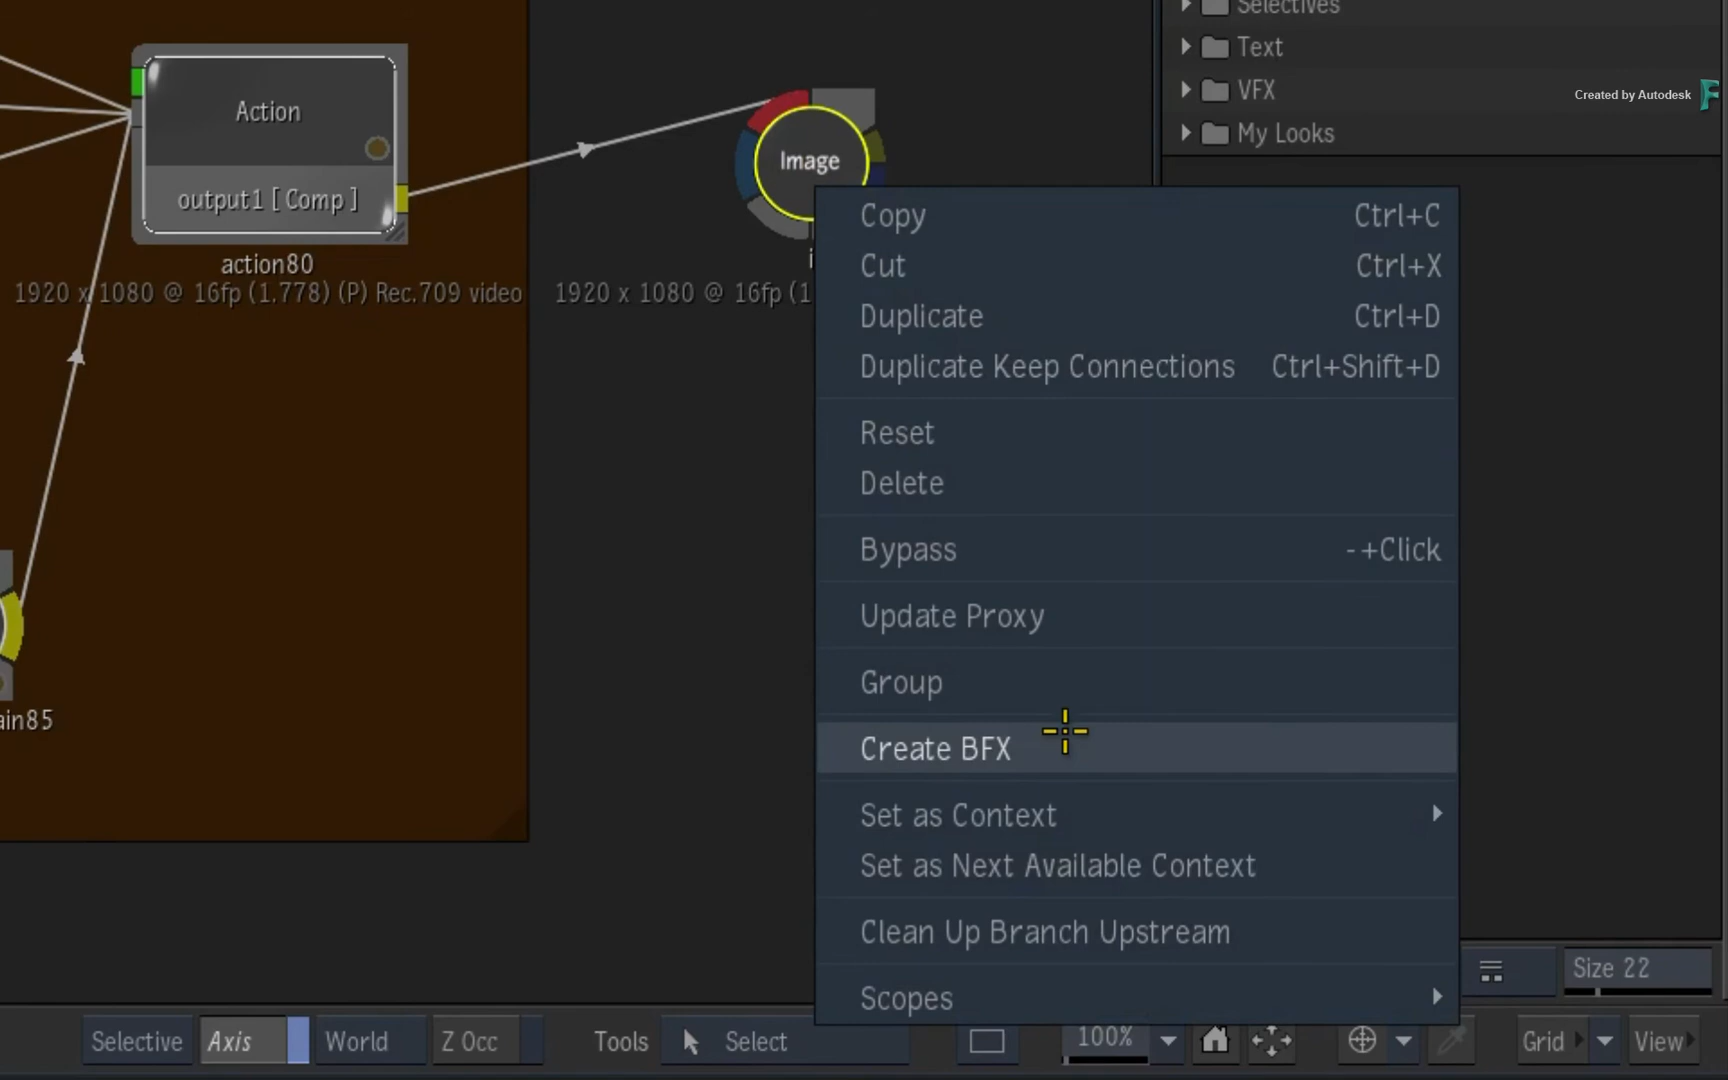 Selectives
Text
VFX
My Looks
Created by Autodesk
Action
output1 [ Comp ]
action80
1920 x 1080 @ 16fp (1.778) (P) Rec.709 video
Image
1920 x 1080 @ 16fp (1
Copy Ctrl+C
Cut Ctrl+X
Duplicate Ctrl+D
Duplicate Keep Connections Ctrl+Shift+D
Reset
Delete
Bypass -+Click
Update Proxy
Group
Create BFX
Set as Context
Set as Next Available Context
Clean Up Branch Upstream
Scopes
ain85
Size 22
Selective Axis World Z Occ Tools Select 100% Grid View